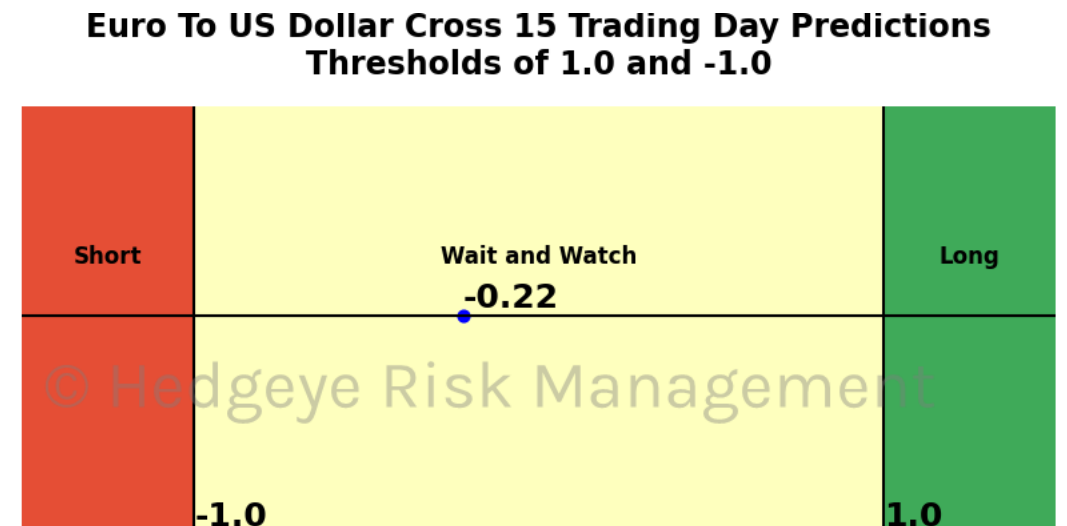 Euro To US Dollar Cross 15 Trading Day Predictions
Thresholds of 1.0 and -1.0
Short
Wait and Watch
Long
-0.22
© Hedgeye Risk Management
-1.0
1.0